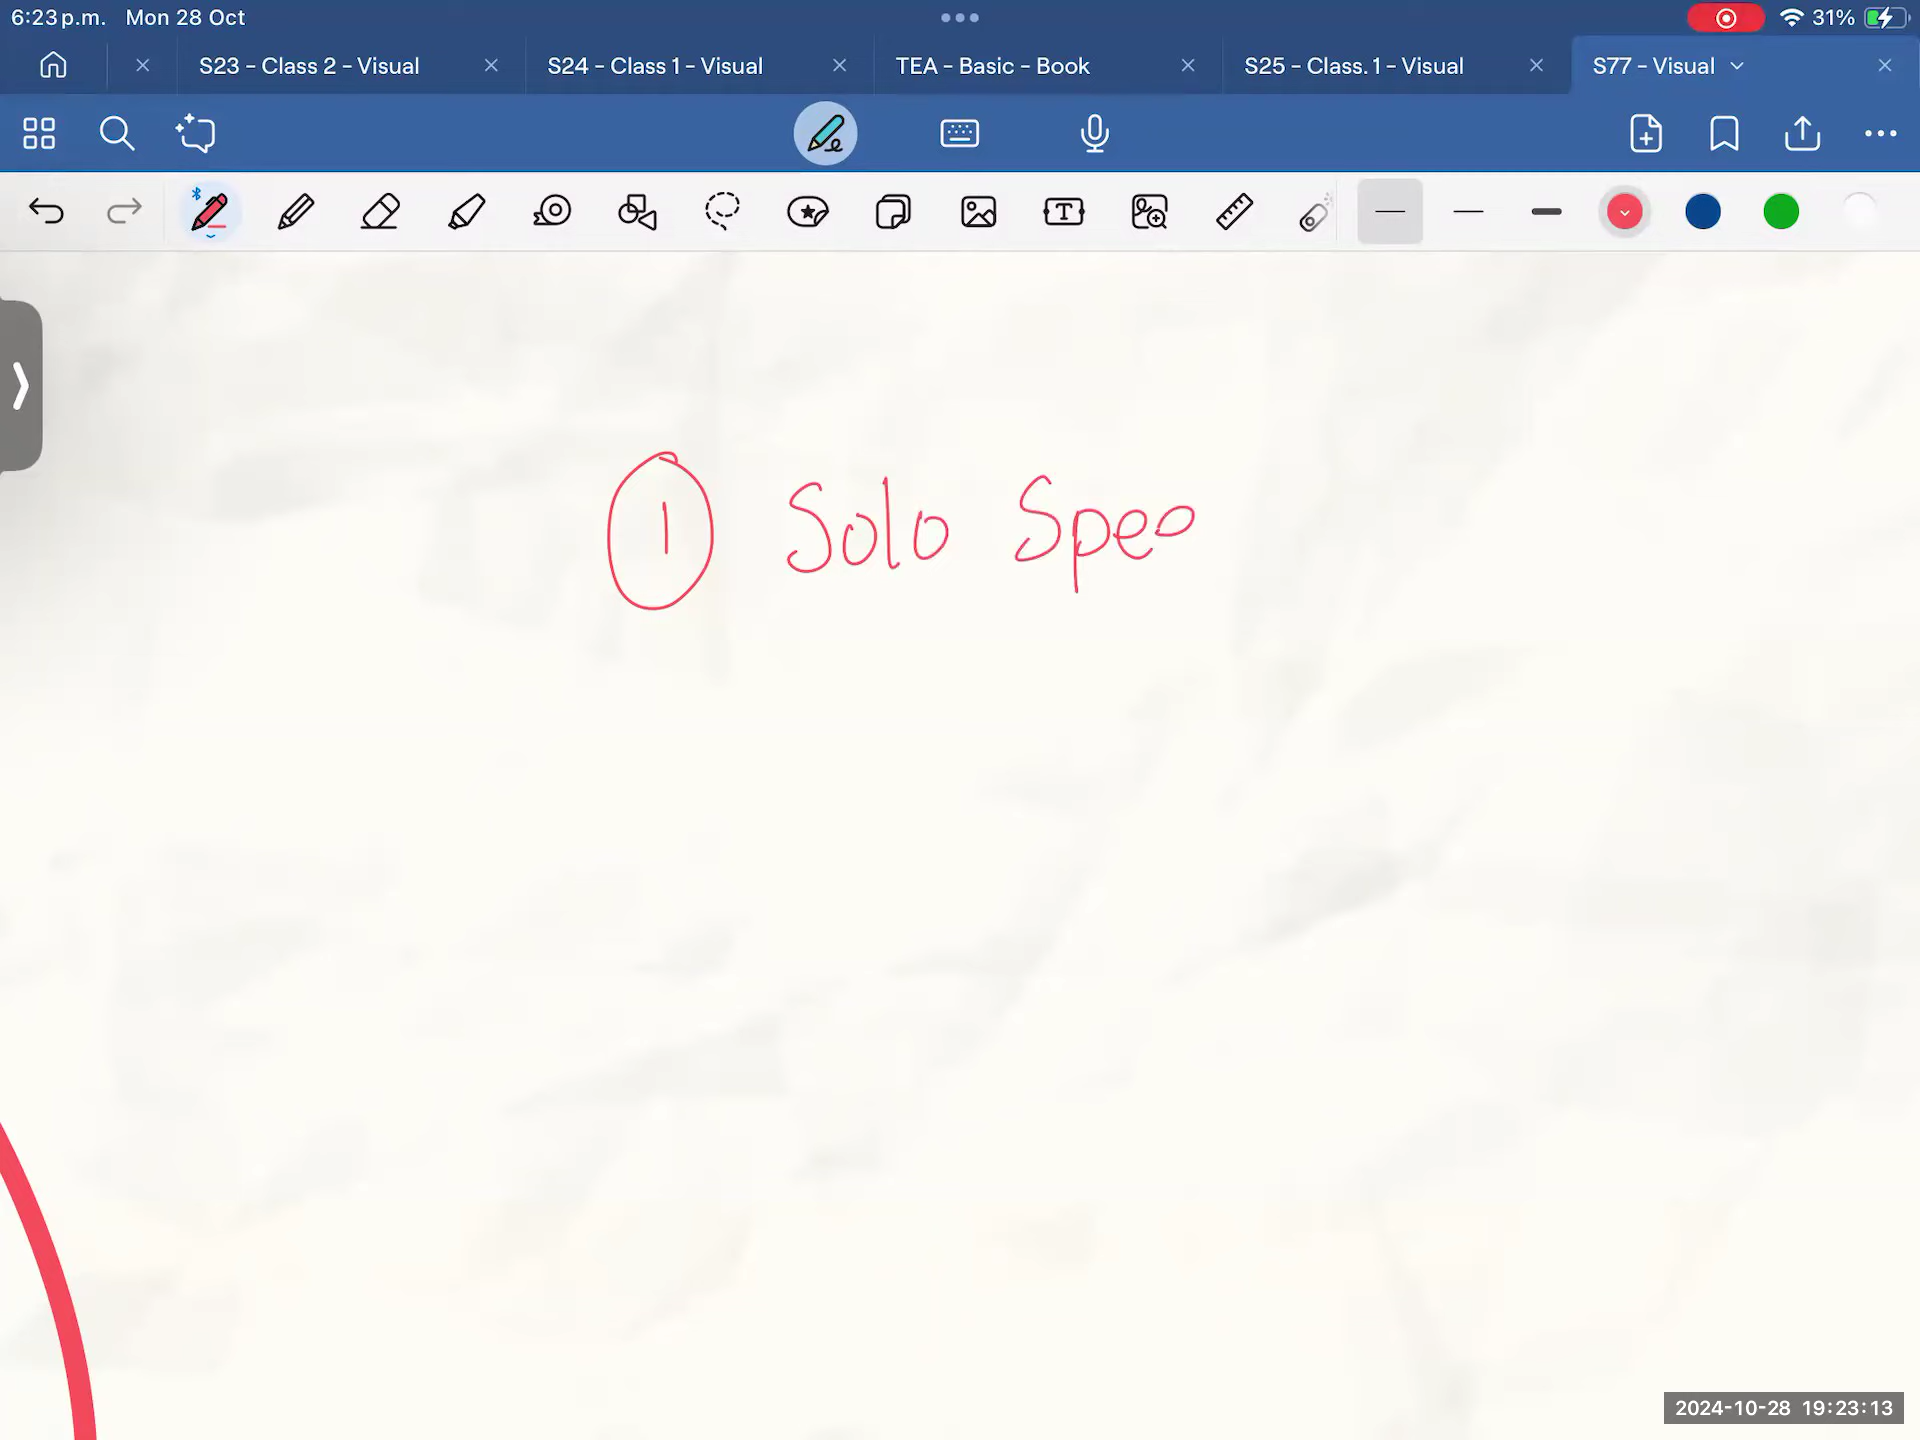 6:23 p.m. Mon 28 Oct 31%
S23 - Class 2 - Visual S24 - Class 1 - Visual TEA - Basic - Book S25 - Class. 1 - Visual S77 - Visual
1 Solo Spee
2024-10-28 19:23:13